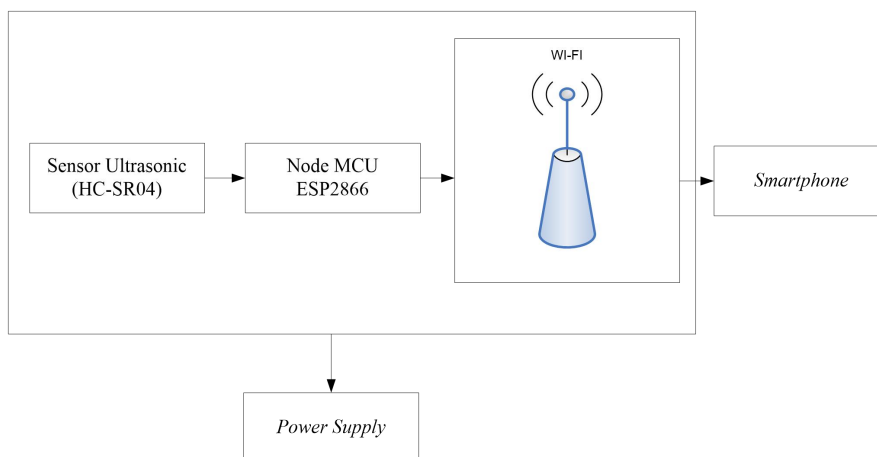 WI-FI
Sensor Ultrasonic
(HC-SR04)
Node MCU
ESP2866
Smartphone
Power Supply